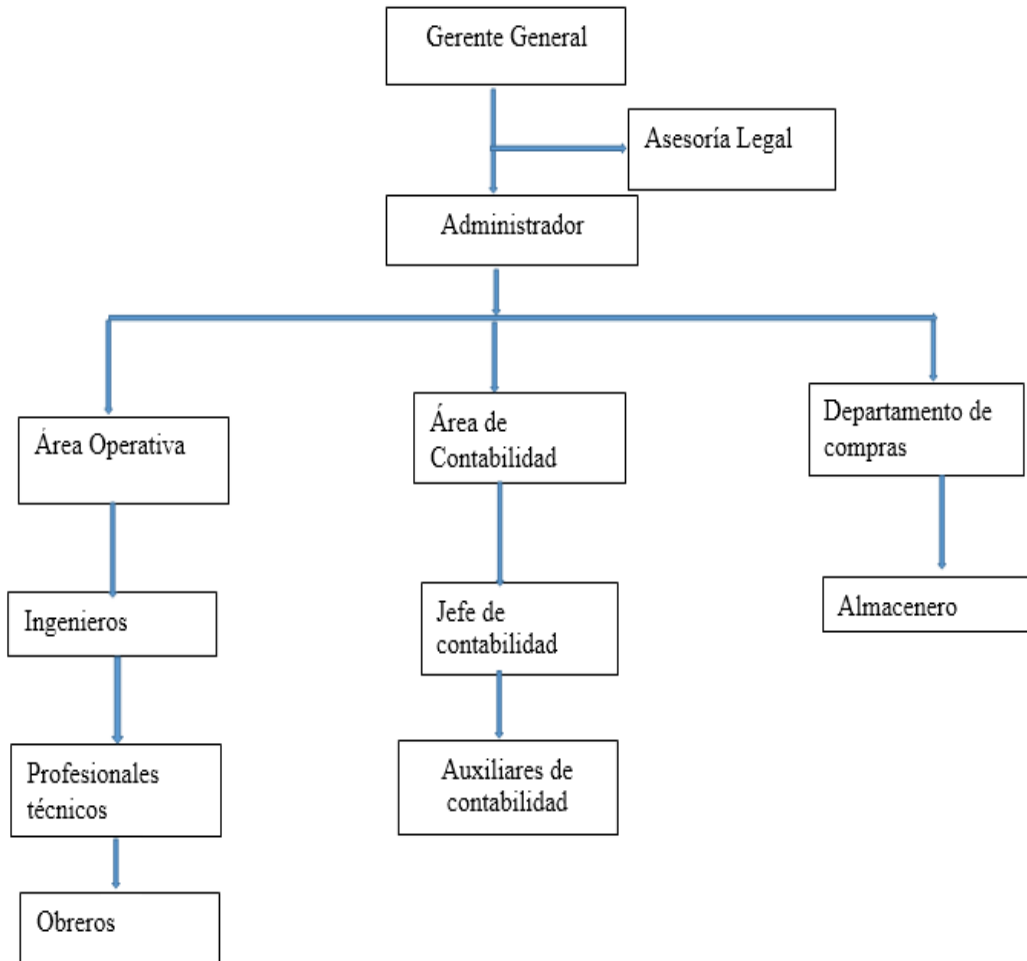 Gerente General
Asesoría Legal
Administrador
Área Operativa
Área de
Contabilidad
Departamento de
compras
Ingenieros
Jefe de
contabilidad
Almacenero
Profesionales
técnicos
Auxiliares de
contabilidad
Obreros